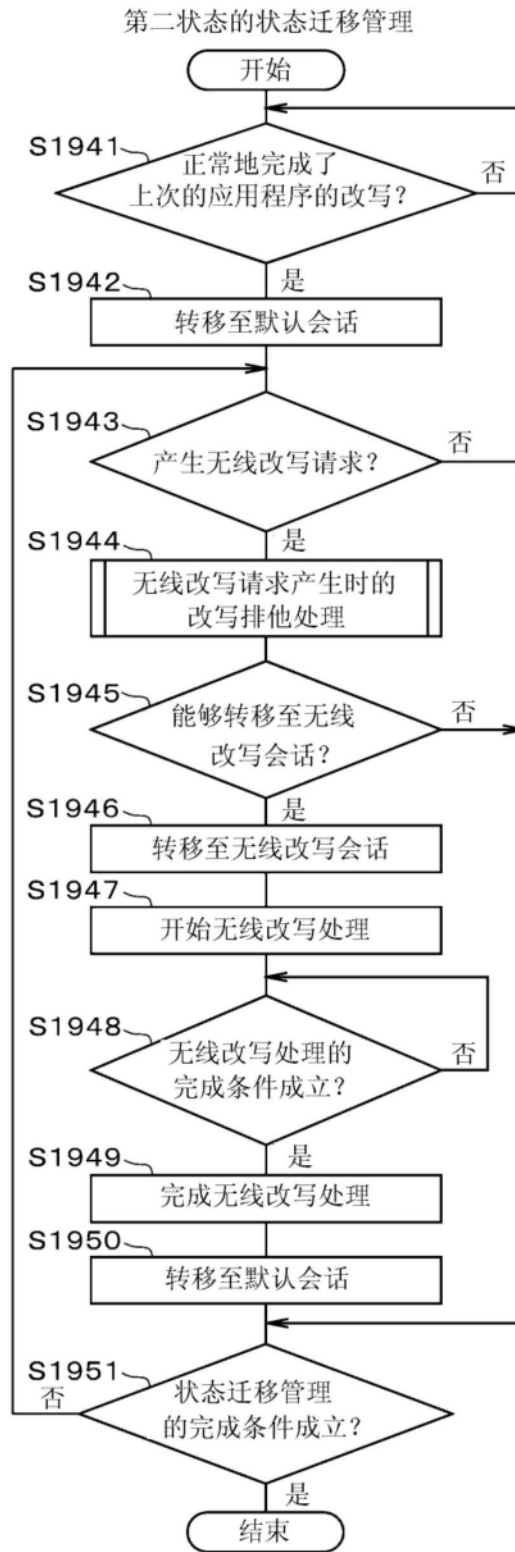 第二状态的状态迁移管理
开始
S1941
正常地完成了
上次的应用程序的改写？
否
是
S1942
转移至默认会话
S1943
产生无线改写请求？
否
是
S1944
无线改写请求产生时的
改写排他处理
S1945
能够转移至无线
改写会话？
否
是
S1946
转移至无线改写会话
S1947
开始无线改写处理
S1948
无线改写处理的
完成条件成立？
否
是
S1949
完成无线改写处理
S1950
转移至默认会话
S1951
否
状态迁移管理
的完成条件成立？
是
结束